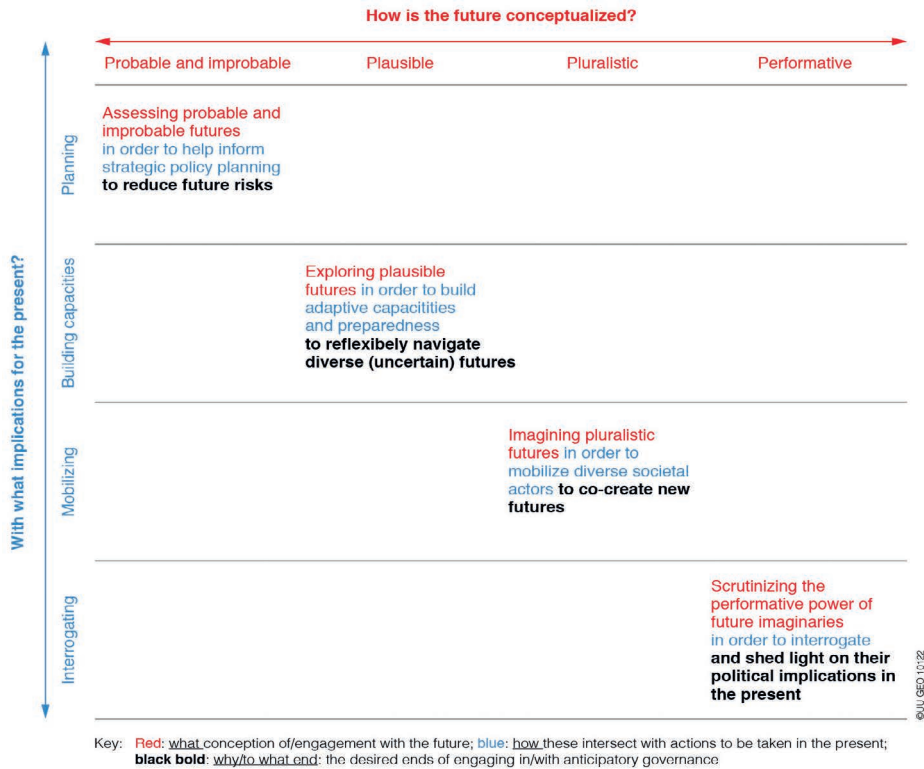 How is the future conceptualized?
Probable and improbable
Plausible
Pluralistic
Performative
With what implications for the present?
Planning
Assessing probable and
improbable futures
in order to help inform
strategic policy planning
to reduce future risks
Building capacities
Exploring plausible
futures in order to build
adaptive capacitities
and preparedness
to reflexibely navigate
diverse (uncertain) futures
Mobilizing
Imagining pluralistic
futures in order to
mobilize diverse societal
actors to co-create new
futures
Interrogating
Scrutinizing the
performative power of
future imaginaries
in order to interrogate
and shed light on their
political implications in
the present
©UU GEO 10122
Key: Red: what conception of/engagement with the future; blue: how these intersect with actions to be taken in the present;
black bold: why/to what end: the desired ends of engaging in/with anticipatory governance